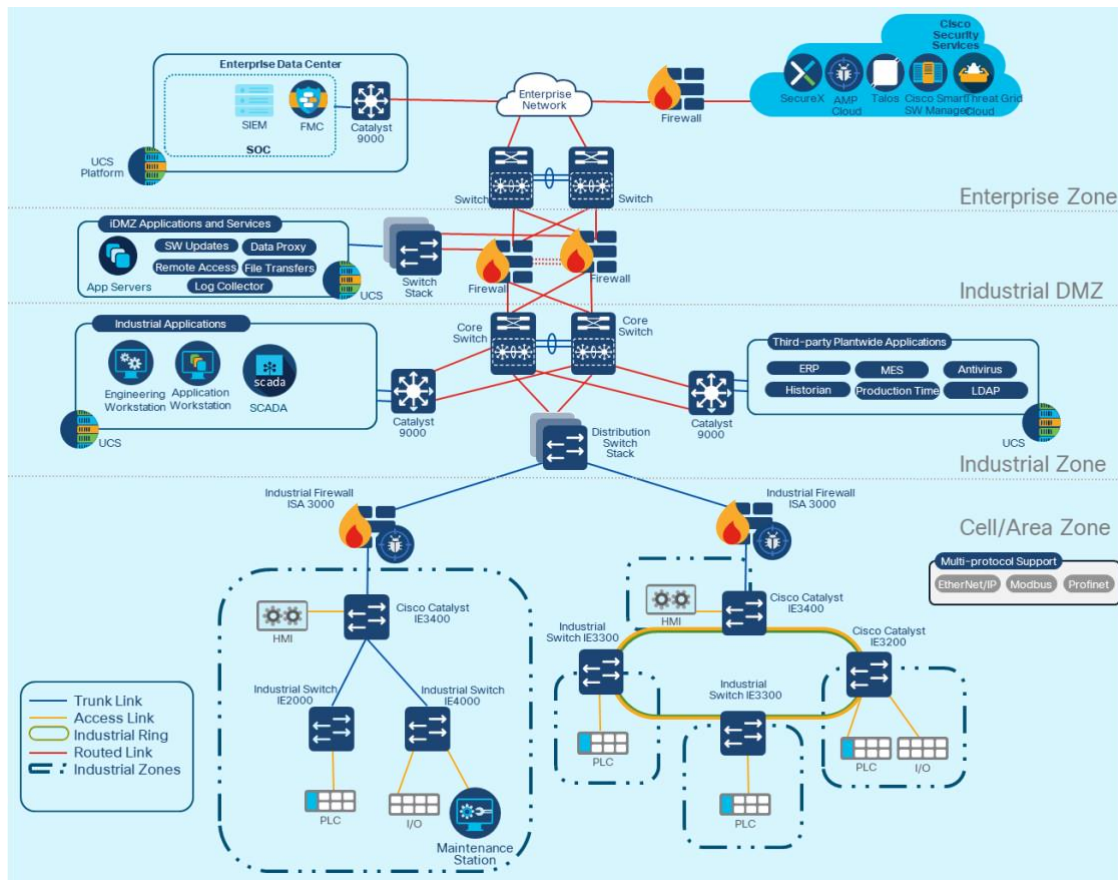 Enterprise Data Center
SIEM
FMC
SOC
Catalyst
9000
UCS
Platform
Enterprise
Network
Firewall
Cisco
Security
Services
SecureX
AMP
Cloud
Talos
Cisco Smart
SW Manager
Threat Grid
Cloud
Switch
Switch
Enterprise Zone
iDMZ Applications and Services
App Servers
SW Updates
Data Proxy
Remote Access
File Transfers
Log Collector
UCS
Switch
Stack
Firewall
Firewall
Industrial DMZ
Industrial Applications
Engineering
Workstation
Application
Workstation
scada
SCADA
UCS
Catalyst
9000
Core
Switch
Core
Switch
Catalyst
9000
Third-party Plantwide Applications
ERP
MES
Antivirus
Historian
Production Time
LDAP
UCS
Distribution
Switch
Stack
Industrial Zone
Industrial Firewall
ISA 3000
Industrial Firewall
ISA 3000
Cell/Area Zone
Multi-protocol Support
EtherNet/IP
Modbus
Profinet
HMI
Cisco Catalyst
IE3400
Industrial Switch
IE2000
Industrial Switch
IE4000
PLC
I/O
Maintenance
Station
HMI
Cisco Catalyst
IE3400
Industrial
Switch IE3300
Cisco Catalyst
IE3200
Industrial
Switch IE3300
PLC
PLC
PLC
I/O
Trunk Link
Access Link
Industrial Ring
Routed Link
Industrial Zones